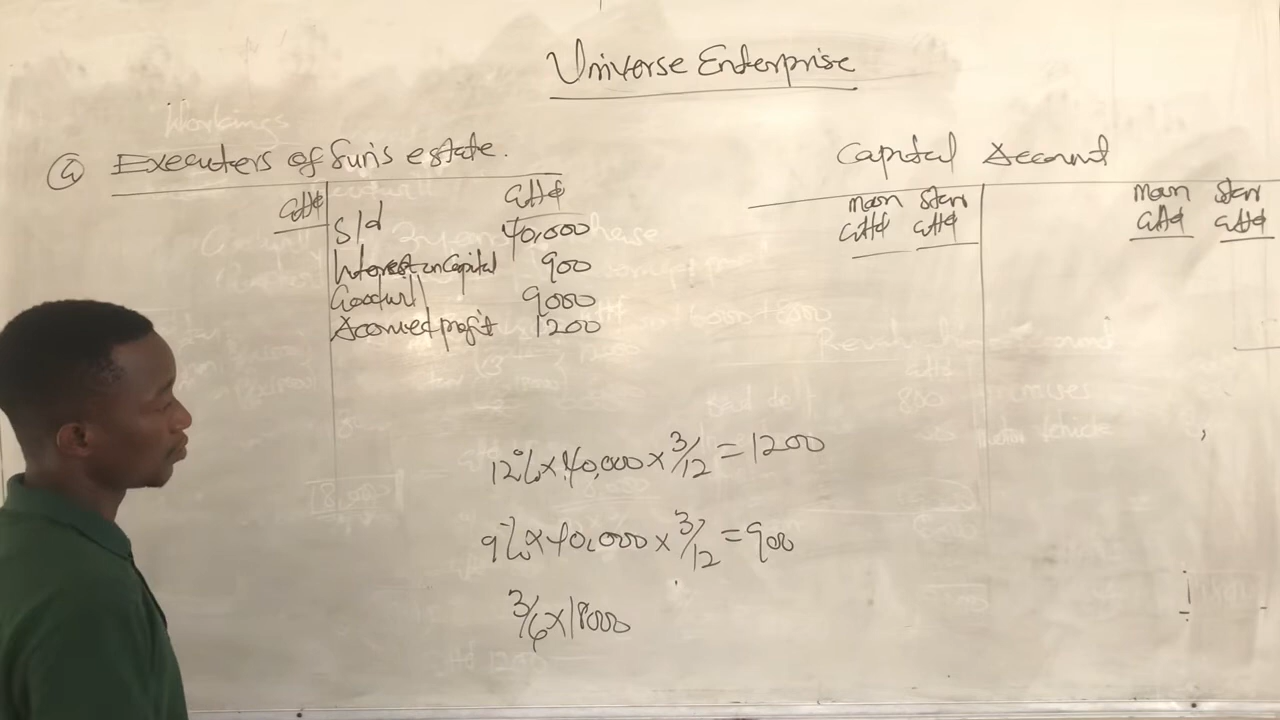 Universe Enterprise
(a) Executers of Sun's estate.
GH¢ GH¢
B/d 40,000
Interest on Capital 900
Goodwill 9000
Accrued profit 1200
Capital Account
Moon Star Moon Star
GH¢ GH¢ GH¢ GH¢
12% × 40,000 × 3/12 = 1200
9% × 40,000 × 3/12 = 900
3/6 × 18000
Workings